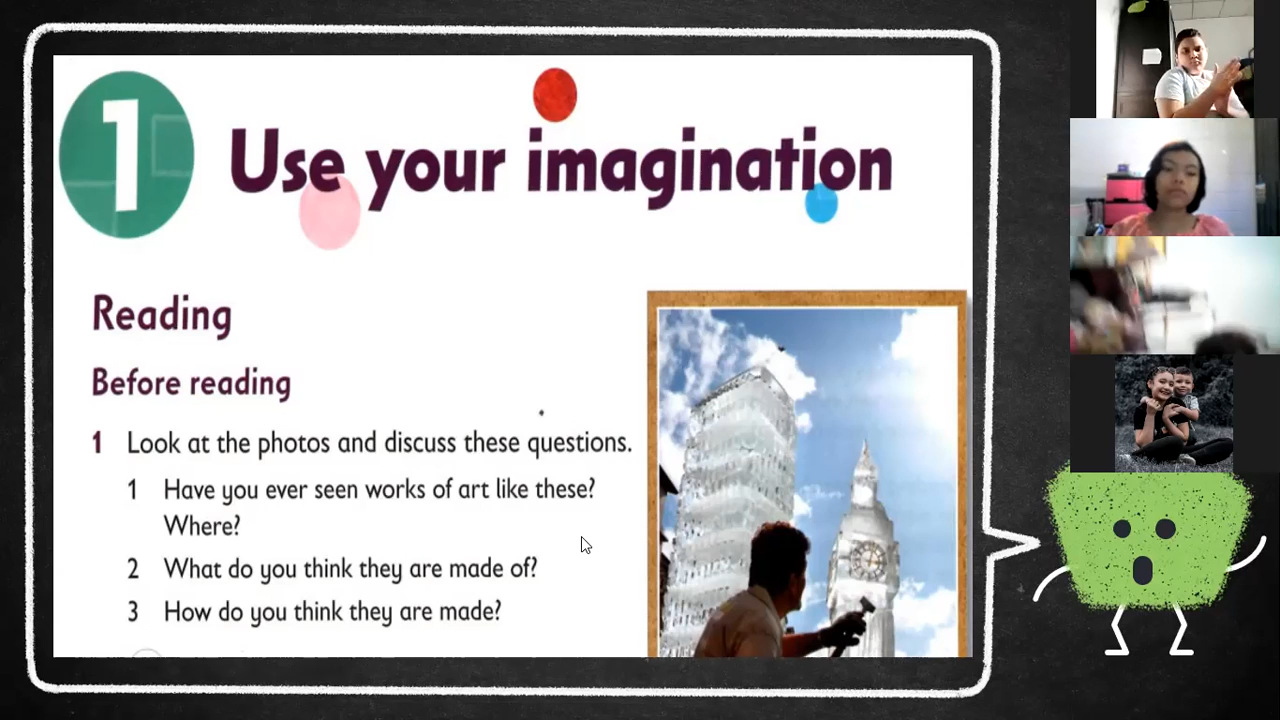 1
Use your imagination
Reading
Before reading
1 Look at the photos and discuss these questions.
1 Have you ever seen works of art like these?
Where?
2 What do you think they are made of?
3 How do you think they are made?